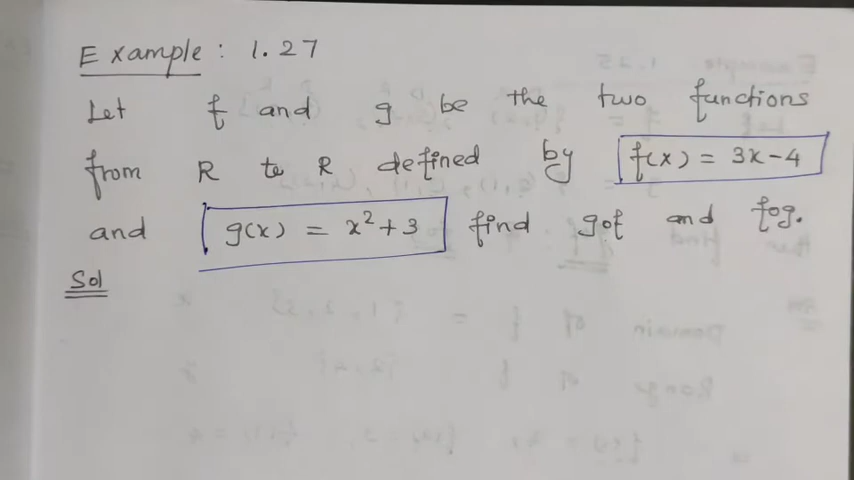 Example: 1.27
Let f and g be the two functions
from R to R defined by f(x) = 3x-4
and g(x) = x²+3 find gof and fog.
Sol